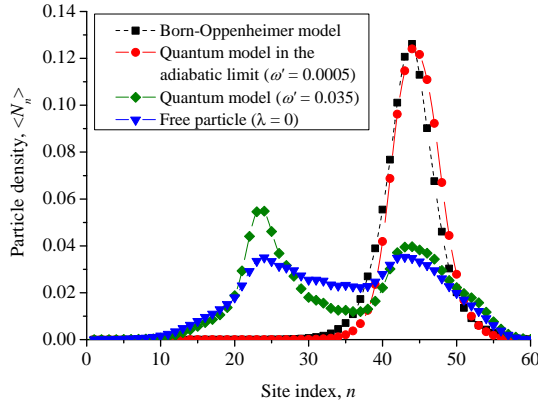 0.14
0.12
0.10
0.08
0.06
0.04
0.02
0.00
Particle density, <N_n>
Born-Oppenheimer model
Quantum model in the
adiabatic limit (ω' = 0.0005)
Quantum model (ω' = 0.035)
Free particle (λ = 0)
0 10 20 30 40 50 60
Site index, n